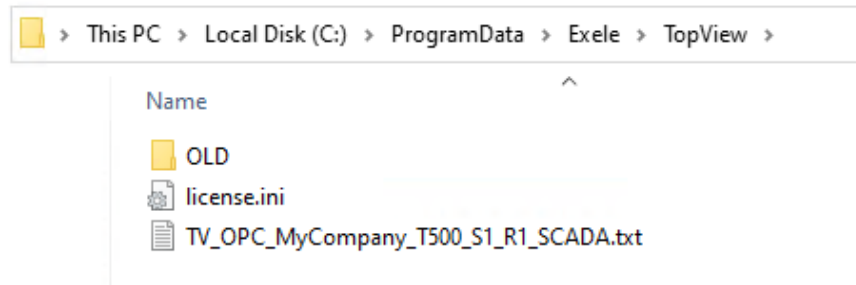 This PC > Local Disk (C:) > ProgramData > Exele > TopView >
Name
OLD
license.ini
TV_OPC_MyCompany_T500_S1_R1_SCADA.txt